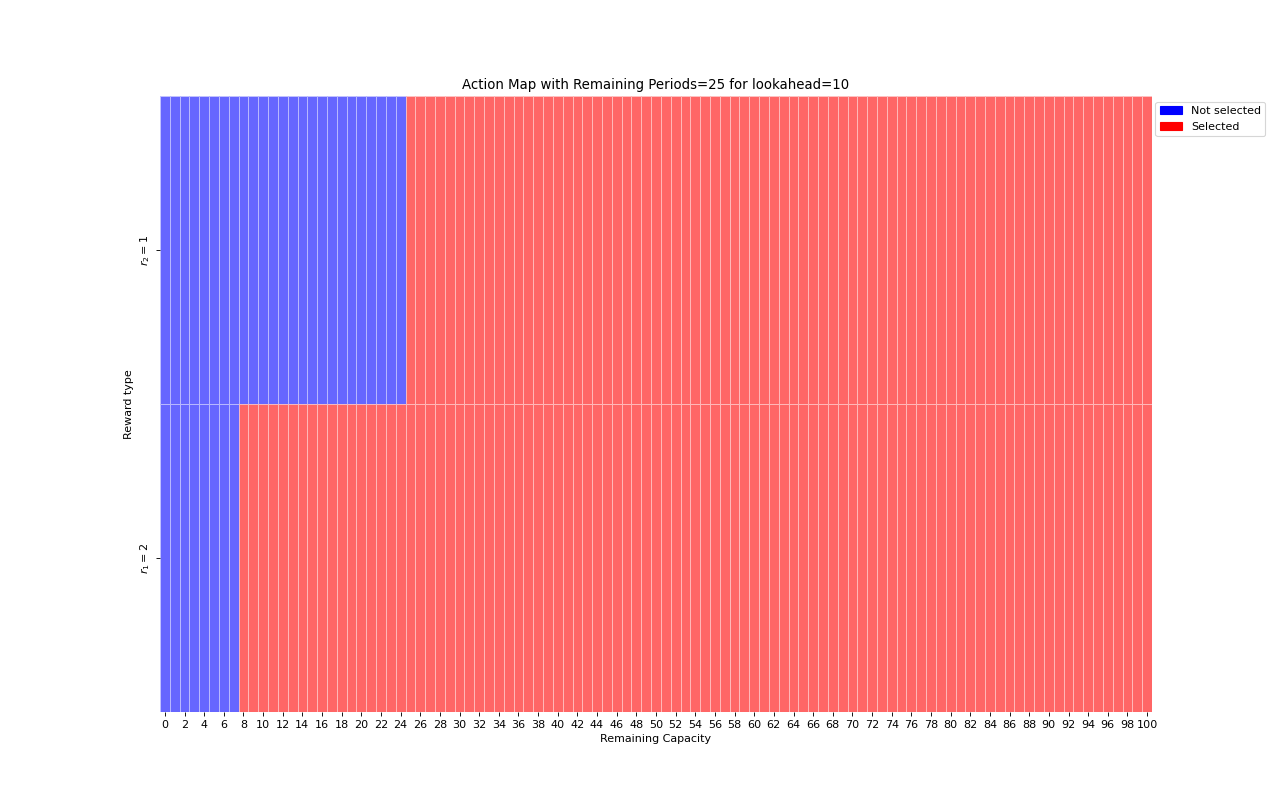 Action Map with Remaining Periods=25 for lookahead=10
Not selected
Selected
r₂ = 1
Reward type
r₁ = 2
0 2 4 6 8 10 12 14 16 18 20 22 24 26 28 30 32 34 36 38 40 42 44 46 48 50 52 54 56 58 60 62 64 66 68 70 72 74 76 78 80 82 84 86 88 90 92 94 96 98 100
Remaining Capacity